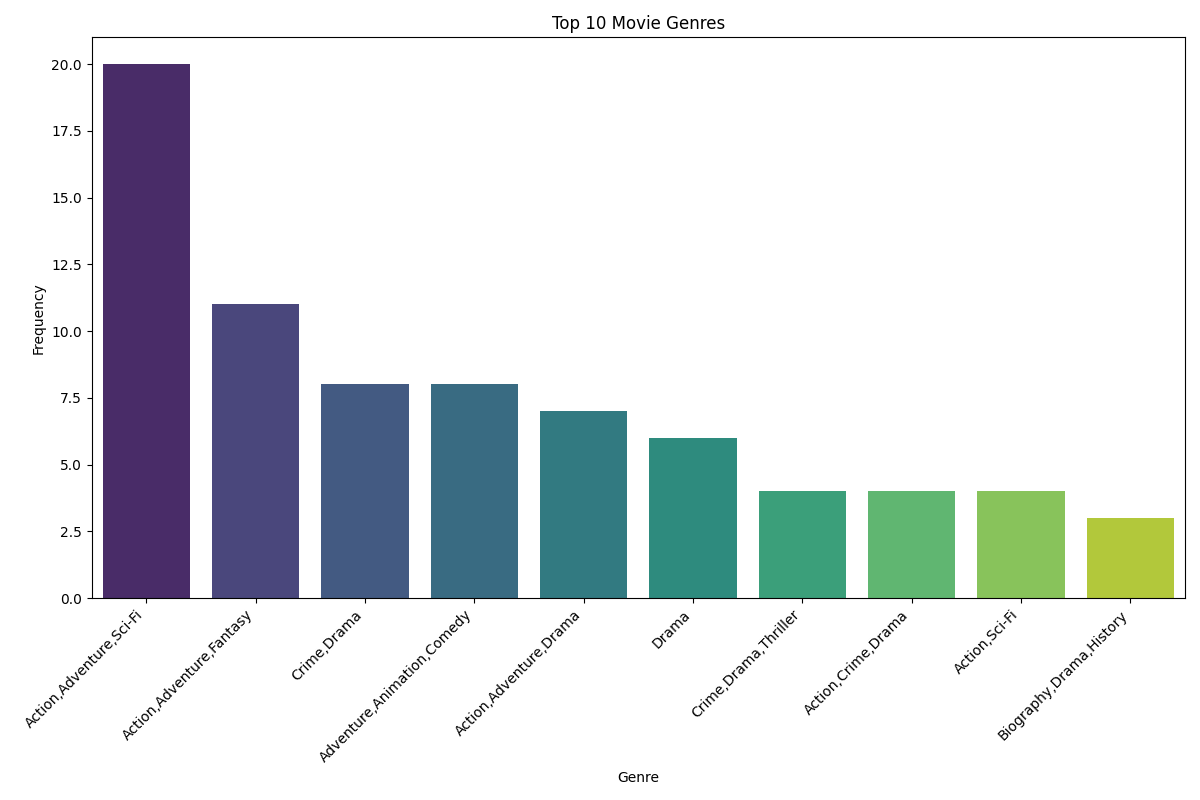 Top 10 Movie Genres
Frequency
20.0
17.5
15.0
12.5
10.0
7.5
5.0
2.5
0.0
Action,Adventure,Sci-Fi
Action,Adventure,Fantasy
Crime,Drama
Adventure,Animation,Comedy
Action,Adventure,Drama
Drama
Crime,Drama,Thriller
Action,Crime,Drama
Action,Sci-Fi
Biography,Drama,History
Genre